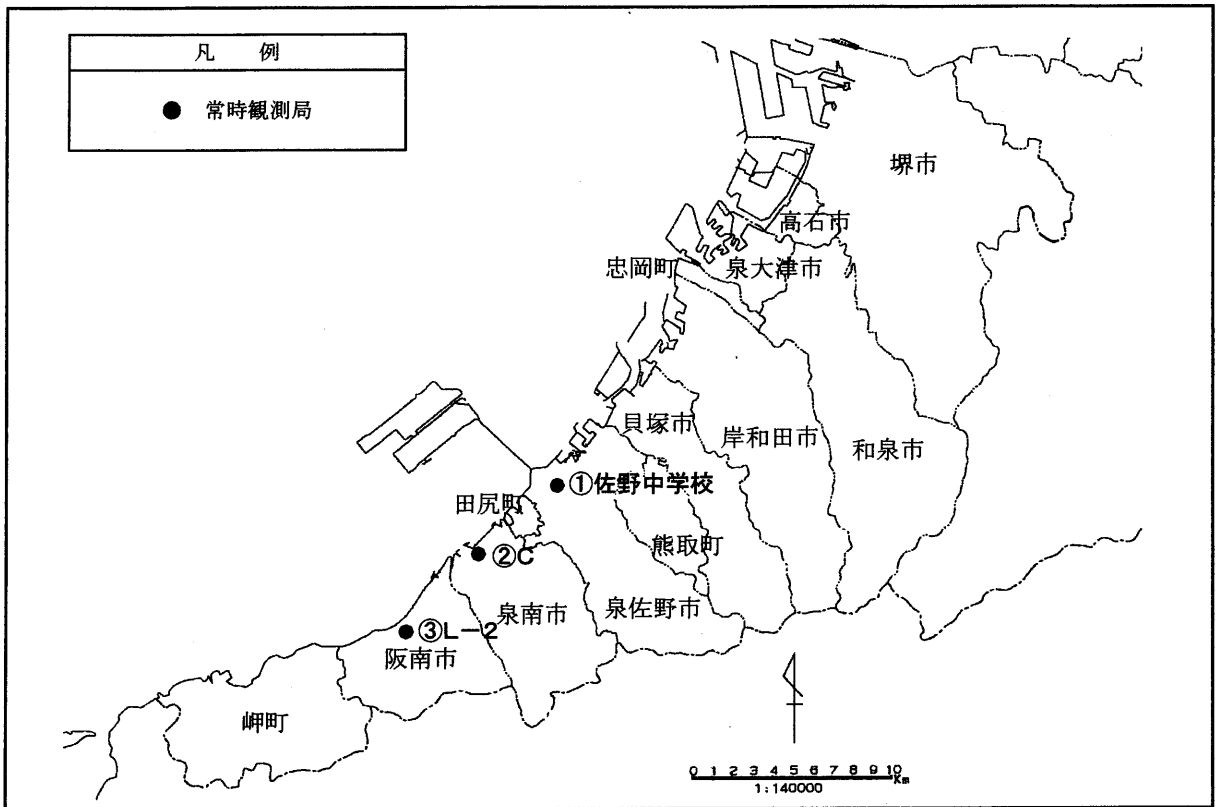 凡 例
● 常時観測局
堺市
高石市
泉大津市
忠岡町
貝塚市
岸和田市
和泉市
①佐野中学校
田尻町
熊取町
②C
泉南市
泉佐野市
③L-2
阪南市
岬町
0 1 2 3 4 5 6 7 8 9 10 Km
1:140000